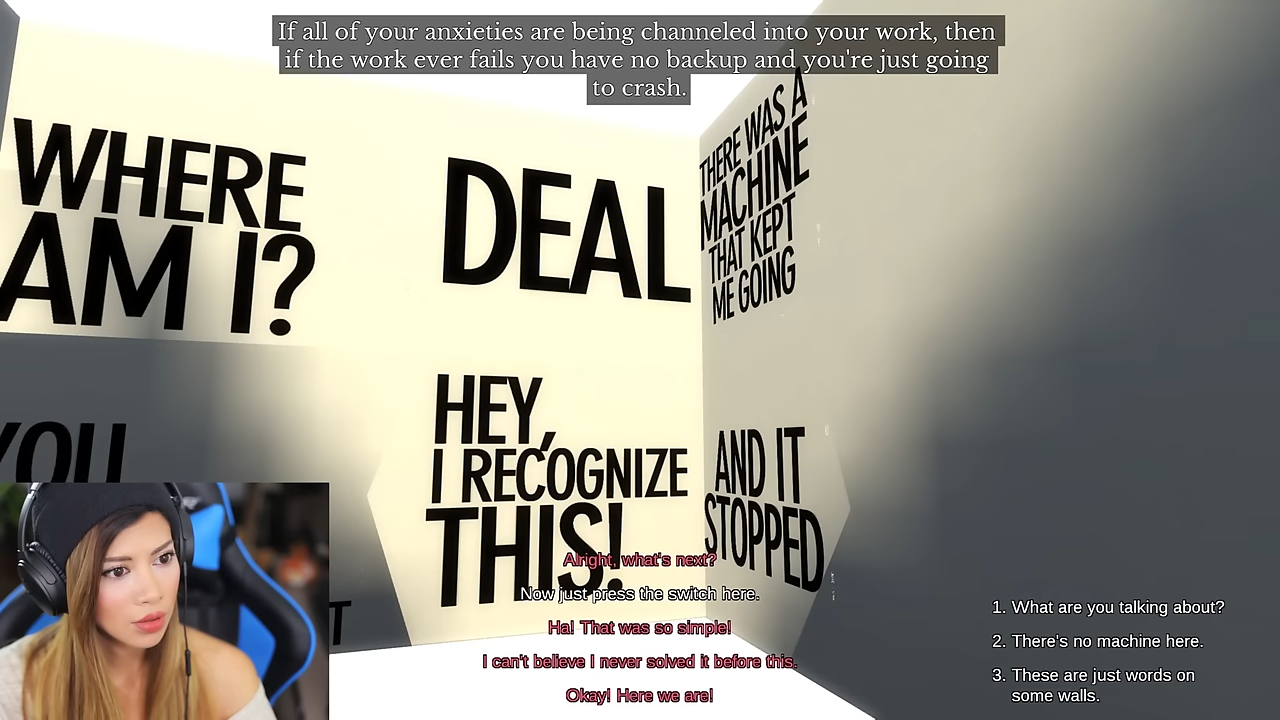 If all of your anxieties are being channeled into your work, then
if the work ever fails you have no backup and you're just going
to crash.
WHERE
AM I?
DEAL
THERE WAS A
MACHINE
THAT KEPT
ME GOING
YOU
HEY,
I RECOGNIZE
THIS!
AND IT
STOPPED
Alright, what's next?
Now just press the switch here.
Ha! That was so simple!
I can't believe I never solved it before this.
Okay! Here we are!
1. What are you talking about?
2. There's no machine here.
3. These are just words on
some walls.